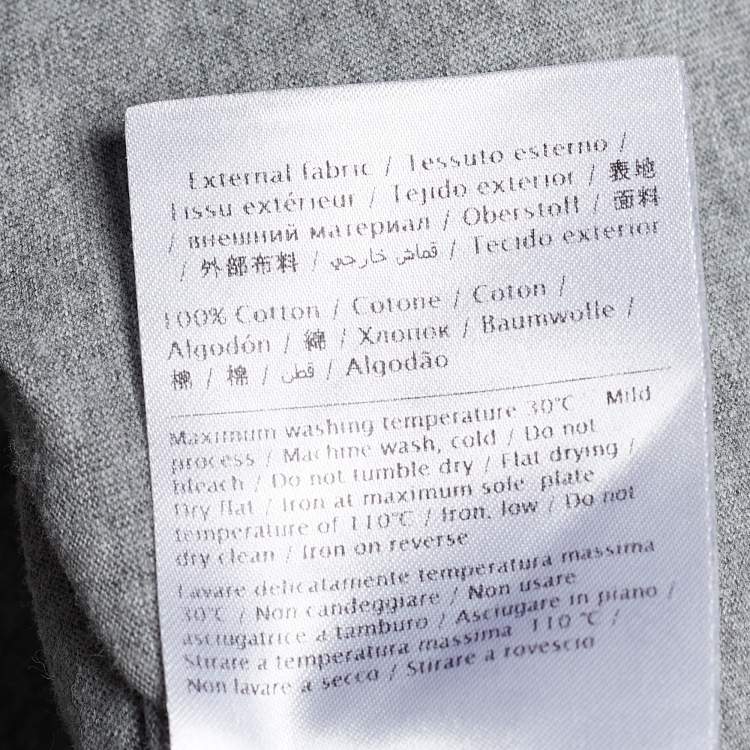 External fabric / Tessuto esterno /
Tissu extérieur / Tejido exterior / 表地
/ внешний материал / Oberstoff / 面料
/ 外部布料 / قماش خارجي / Tecido exterior
100% Cotton / Cotone / Coton /
Algodón / 綿 / Хлопок / Baumwolle /
棉 / 棉 / قطن / Algodão
Maximum washing temperature 30°C Mild
process / Machine wash, cold / Do not
bleach / Do not tumble dry / Flat drying /
Dry flat / Iron at maximum sole plate
temperature of 110°C / Iron, low / Do not
dry clean / Iron on reverse
Lavare delicatamente temperatura massima
30°C / Non candeggiare / Non usare
asciugatrice a tamburo / Asciugare in piano /
Stirare a temperatura massima 110 °C /
Non lavare a secco / Stirare a rovescio